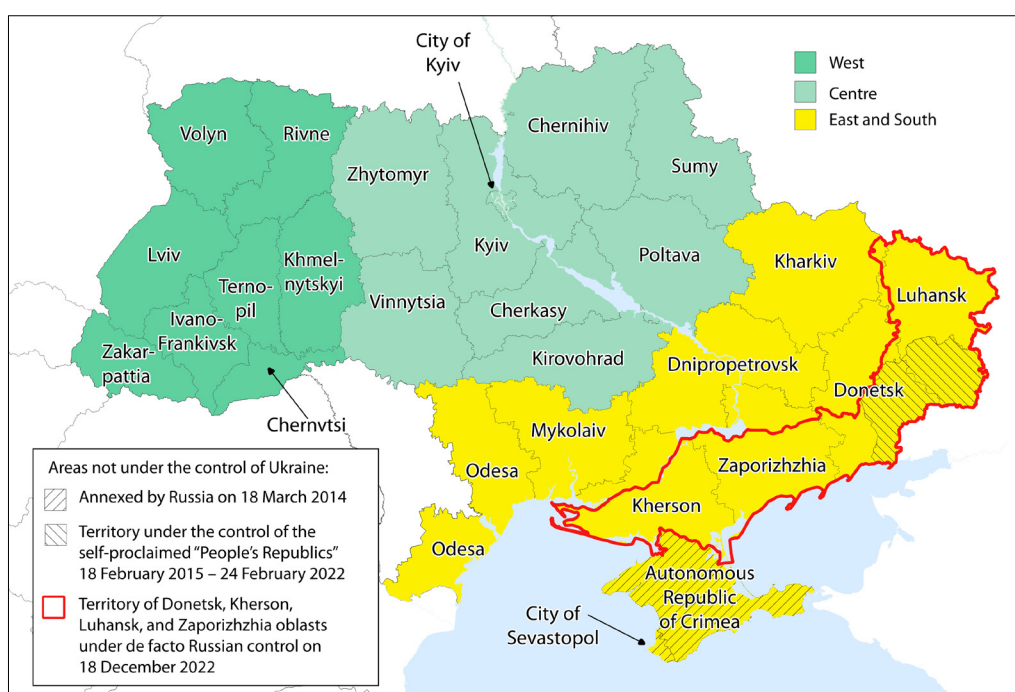 City of
Kyiv
West
Centre
East and South
Volyn
Rivne
Zhytomyr
Chernihiv
Sumy
Lviv
Terno-
pil
Khmel-
nytskyi
Kyiv
Poltava
Kharkiv
Luhansk
Ivano-
Frankivsk
Vinnytsia
Cherkasy
Zakar-
pattia
Kirovohrad
Dnipropetrovsk
Donetsk
Chernvtsi
Mykolaiv
Odesa
Zaporizhzhia
Kherson
Odesa
Autonomous
Republic
of Crimea
City of
Sevastopol
Areas not under the control of Ukraine:
Annexed by Russia on 18 March 2014
Territory under the control of the
self-proclaimed “People’s Republics”
18 February 2015 – 24 February 2022
Territory of Donetsk, Kherson,
Luhansk, and Zaporizhzhia oblasts
under de facto Russian control on
18 December 2022